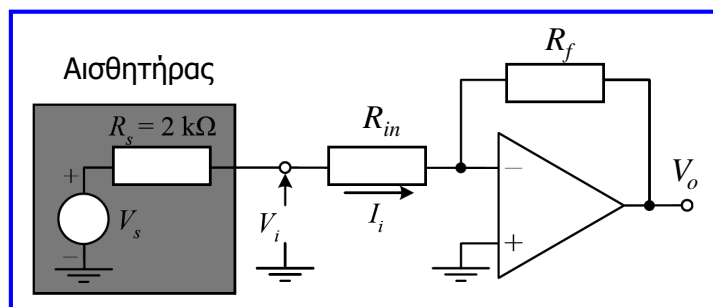 Αισθητήρας
R_f
R_s = 2 kΩ
R_in
V_o
+
−
V_s
−
V_i
I_i
+